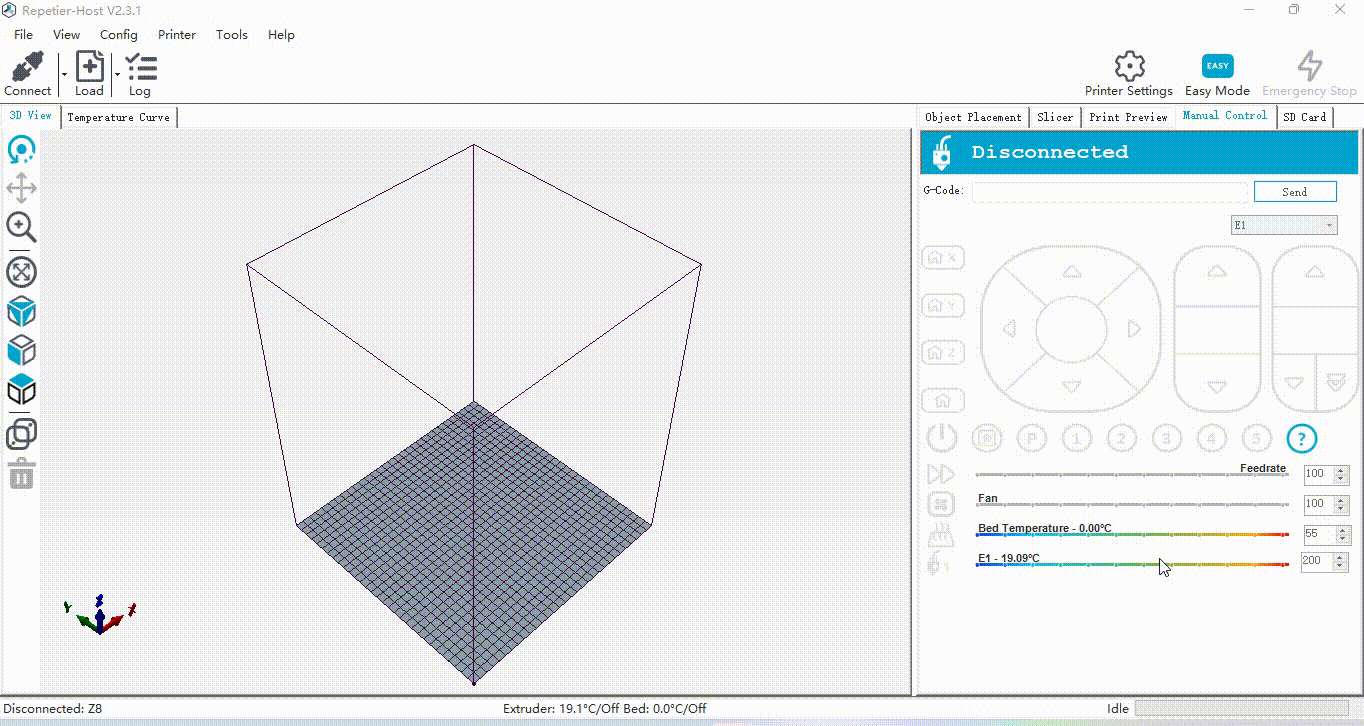 Repetier-Host V2.3.1
File View Config Printer Tools Help
Connect Load Log Printer Settings EASY Easy Mode Emergency Stop
3D View Temperature Curve Object Placement Slicer Print Preview Manual Control SD Card
Disconnected
G-Code: Send
E1
X
Y
Z
P 1 2 3 4 5 ?
Feedrate 100
Fan 100
Bed Temperature - 0.00°C 55
E1 - 19.09°C 200
1
Y Z X
Disconnected: Z8 Extruder: 19.1°C/Off Bed: 0.0°C/Off Idle